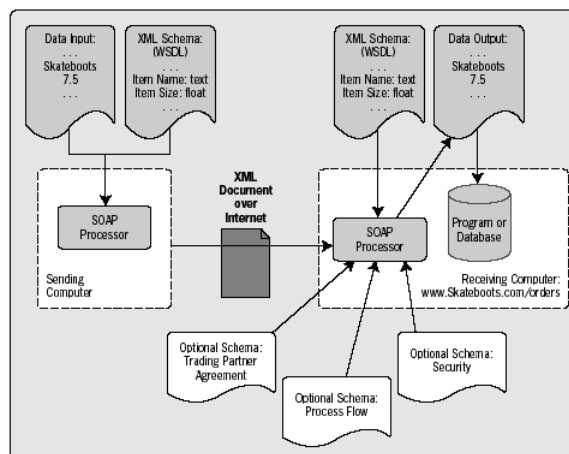 Data Input:
. . .
Skateboots
7.5
. . .
XML Schema:
(WSDL)
. . .
Item Name: text
Item Size: float
. . .
XML Schema:
(WSDL)
. . .
Item Name: text
Item Size: float
. . .
Data Output:
. . .
Skateboots
7.5
. . .
XML
Document
over
Internet
SOAP
Processor
Sending
Computer
SOAP
Processor
Program or
Database
Receiving Computer:
www.Skateboots.com/orders
Optional Schema:
Trading Partner
Agreement
Optional Schema:
Process Flow
Optional Schema:
Security